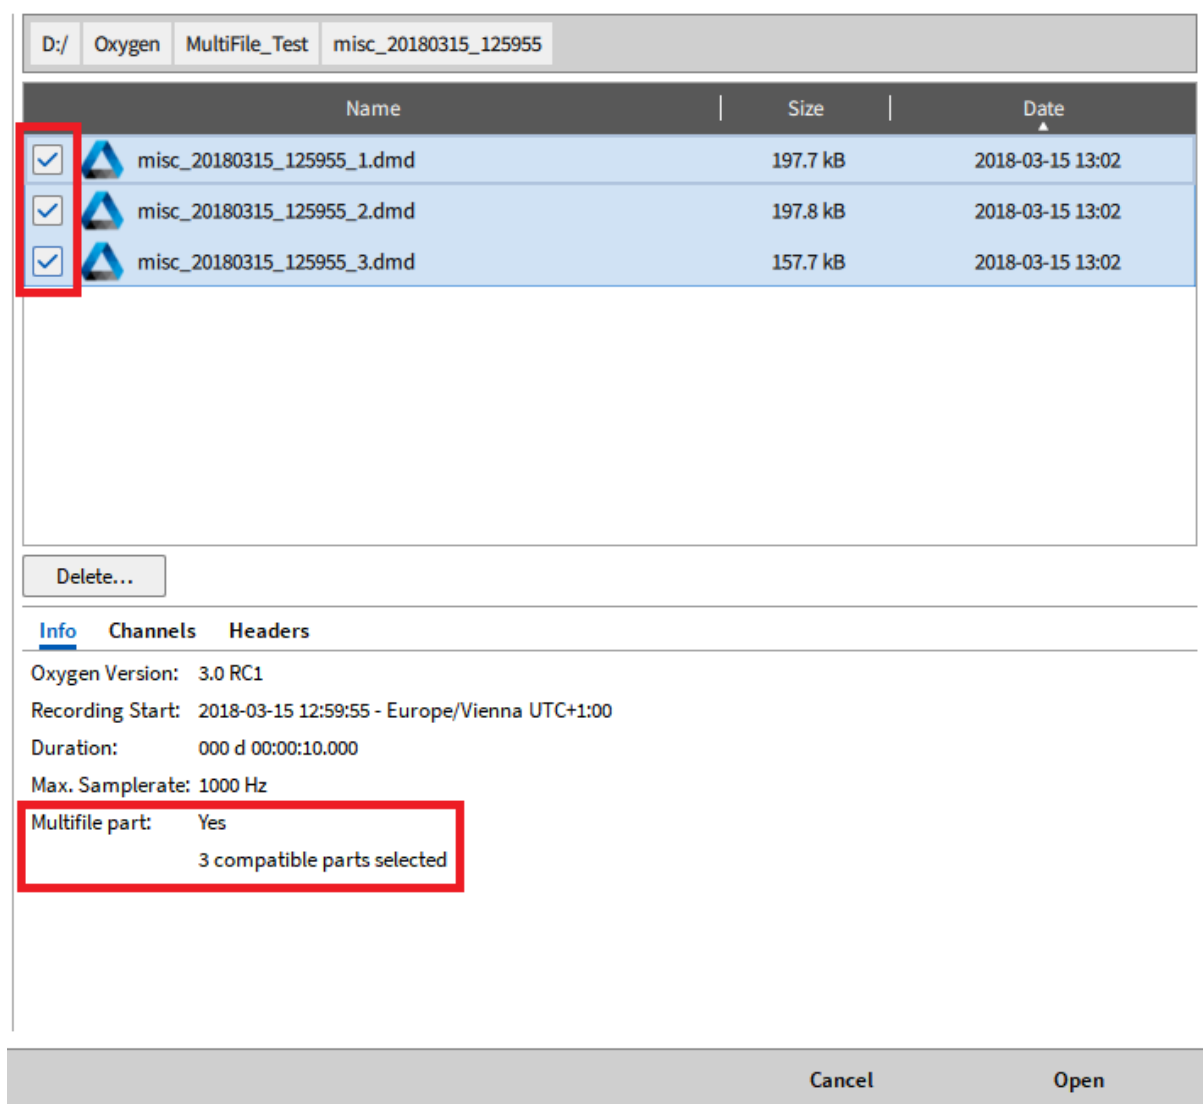 D:/ Oxygen MultiFile_Test misc_20180315_125955
Name Size Date
misc_20180315_125955_1.dmd 197.7 kB 2018-03-15 13:02
misc_20180315_125955_2.dmd 197.8 kB 2018-03-15 13:02
misc_20180315_125955_3.dmd 157.7 kB 2018-03-15 13:02
Delete...
Info Channels Headers
Oxygen Version: 3.0 RC1
Recording Start: 2018-03-15 12:59:55 - Europe/Vienna UTC+1:00
Duration: 000 d 00:00:10.000
Max. Samplerate: 1000 Hz
Multifile part: Yes
3 compatible parts selected
Cancel Open